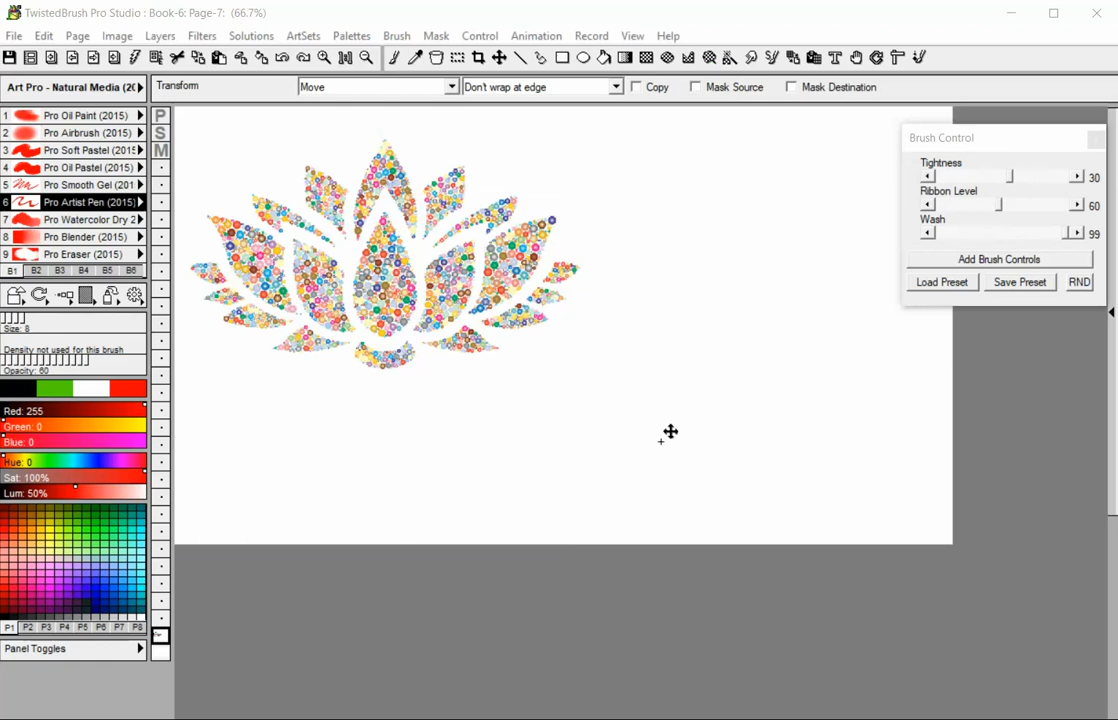 TwistedBrush Pro Studio : Book-6: Page-7: (66.7%)
File Edit Page Image Layers Filters Solutions ArtSets Palettes Brush Mask Control Animation Record View Help
Art Pro - Natural Media (20
Transform Move Don't wrap at edge Copy Mask Source Mask Destination
1 Pro Oil Paint (2015)
2 Pro Airbrush (2015)
3 Pro Soft Pastel (2015
4 Pro Oil Pastel (2015)
5 Pro Smooth Gel (201
6 Pro Artist Pen (2015)
7 Pro Watercolor Dry 2
8 Pro Blender (2015)
9 Pro Eraser (2015)
B1 B2 B3 B4 B5 B6
P
S
M
Size: 8
Density not used for this brush
Opacity: 60
Red: 255
Green: 0
Blue: 0
Hue: 0
Sat: 100%
Lum: 50%
P1 P2 P3 P4 P5 P6 P7 P8
Panel Toggles
Brush Control
Tightness
30
Ribbon Level
60
Wash
99
Add Brush Controls
Load Preset Save Preset RND